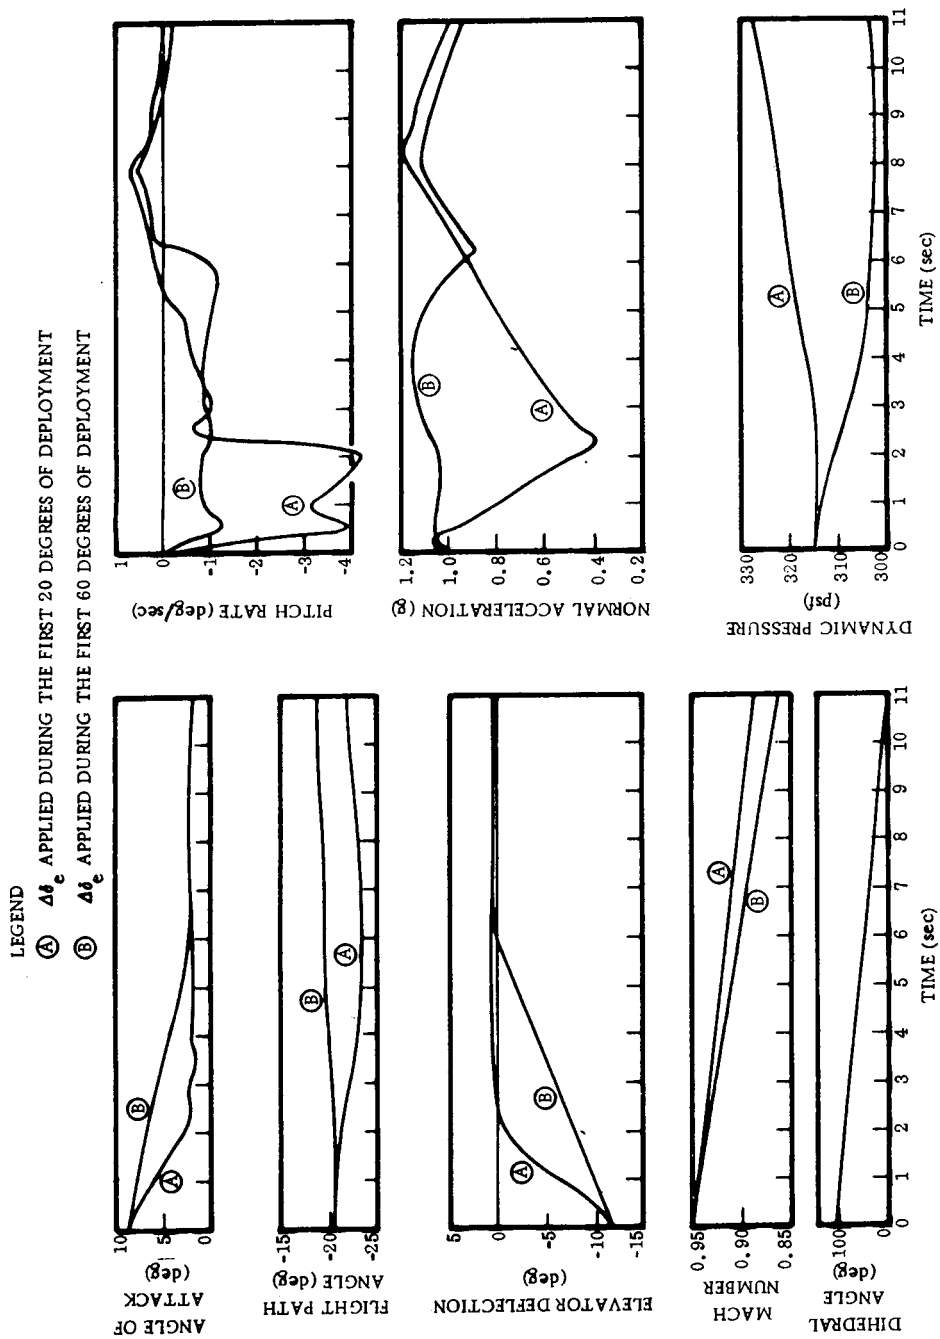 LEGEND
Ⓐ Δδe APPLIED DURING THE FIRST 20 DEGREES OF DEPLOYMENT
Ⓑ Δδe APPLIED DURING THE FIRST 60 DEGREES OF DEPLOYMENT
ANGLE OF
ATTACK
(deg)
10
5
0
Ⓐ
Ⓑ
FLIGHT PATH
ANGLE (deg)
-15
-20
-25
Ⓑ
Ⓐ
ELEVATOR DEFLECTION
(deg)
5
0
-5
-10
-15
Ⓐ
Ⓑ
MACH
NUMBER
0.95
0.90
0.85
Ⓐ
Ⓑ
DIHEDRAL
ANGLE
(deg)
100
0
0 1 2 3 4 5 6 7 8 9 10 11
TIME (sec)
PITCH RATE (deg/sec)
1
0
-1
-2
-3
-4
Ⓑ
Ⓐ
NORMAL ACCELERATION (g)
1.2
1.0
0.8
0.6
0.4
0.2
Ⓑ
Ⓐ
DYNAMIC PRESSURE
(psf)
330
320
310
300
Ⓐ
Ⓑ
0 1 2 3 4 5 6 7 8 9 10 11
TIME (sec)